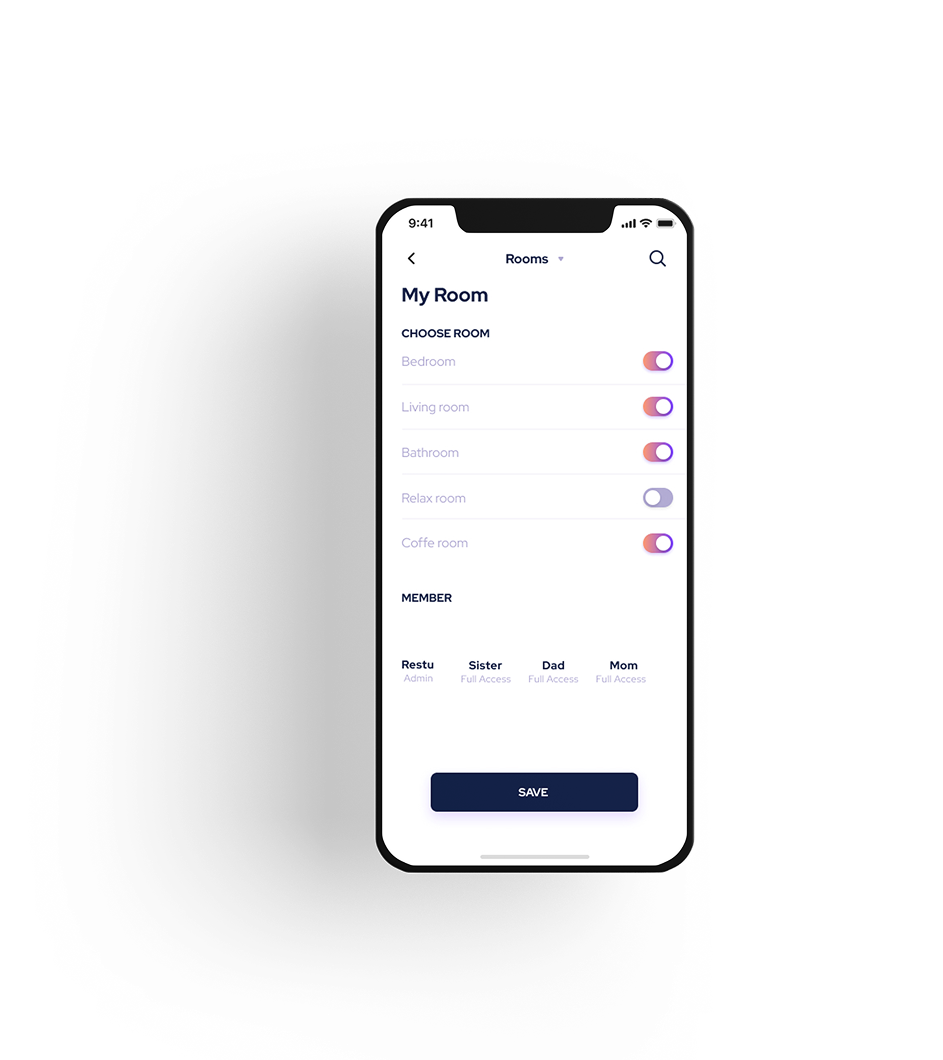 9:41
Rooms
My Room
CHOOSE ROOM
Bedroom
Living room
Bathroom
Relax room
Coffe room
MEMBER
Restu Sister Dad Mom
Admin Full Access Full Access Full Access
SAVE